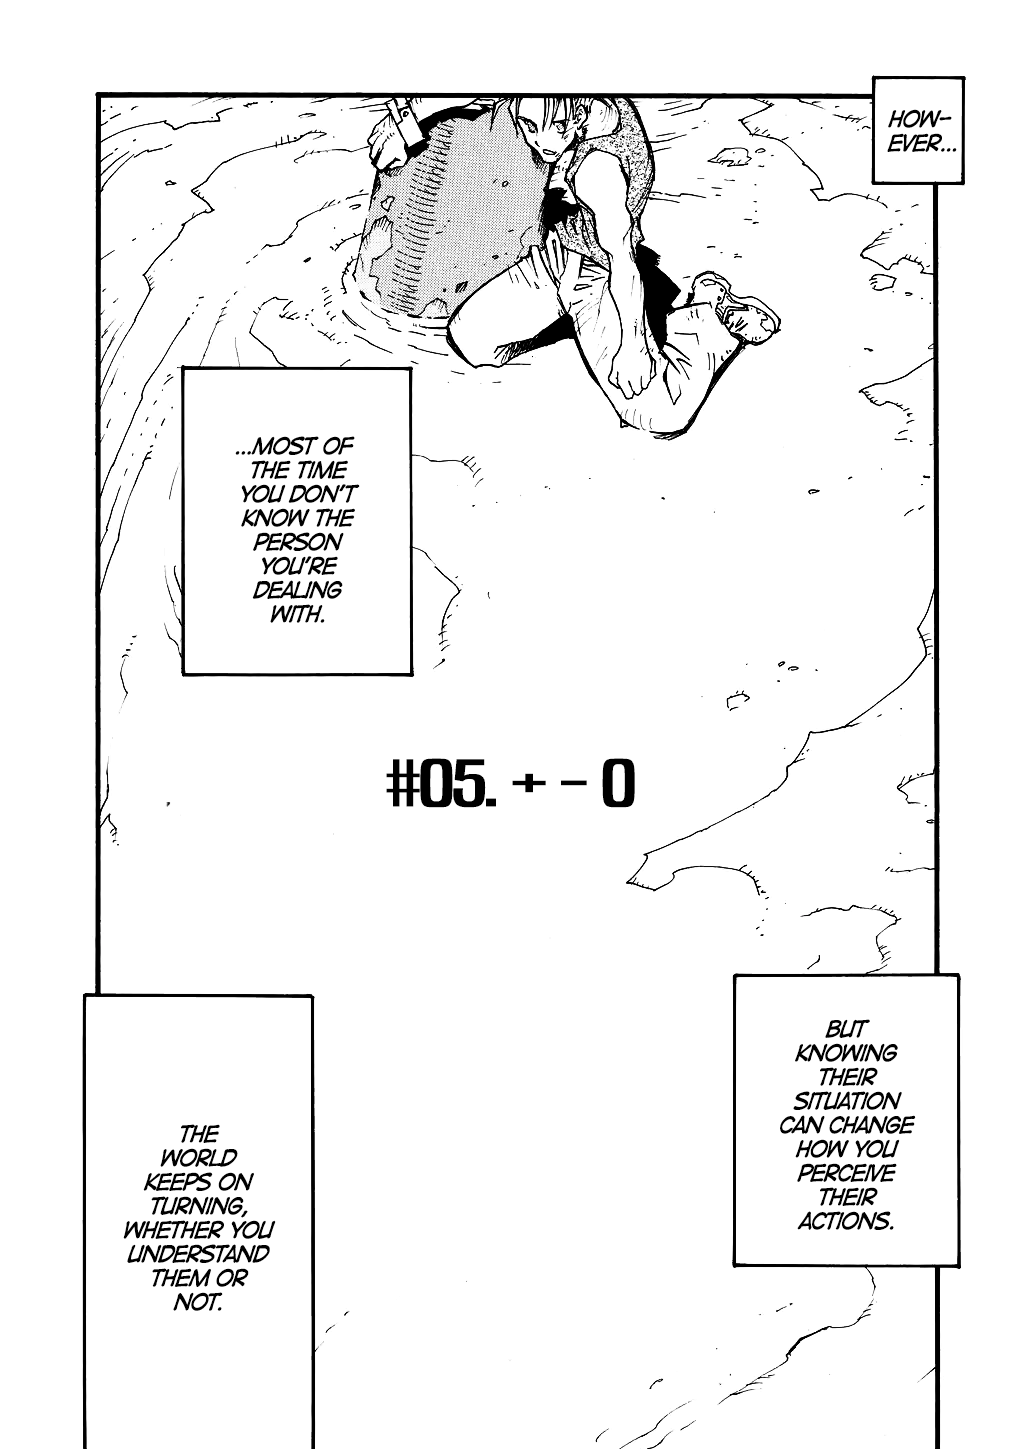 HOW-
EVER...
...MOST OF
THE TIME
YOU DON'T
KNOW THE
PERSON
YOU'RE
DEALING
WITH.
#05. + - 0
BUT
KNOWING
THEIR
SITUATION
CAN CHANGE
HOW YOU
PERCEIVE
THEIR
ACTIONS.
THE
WORLD
KEEPS ON
TURNING,
WHETHER YOU
UNDERSTAND
THEM OR
NOT.